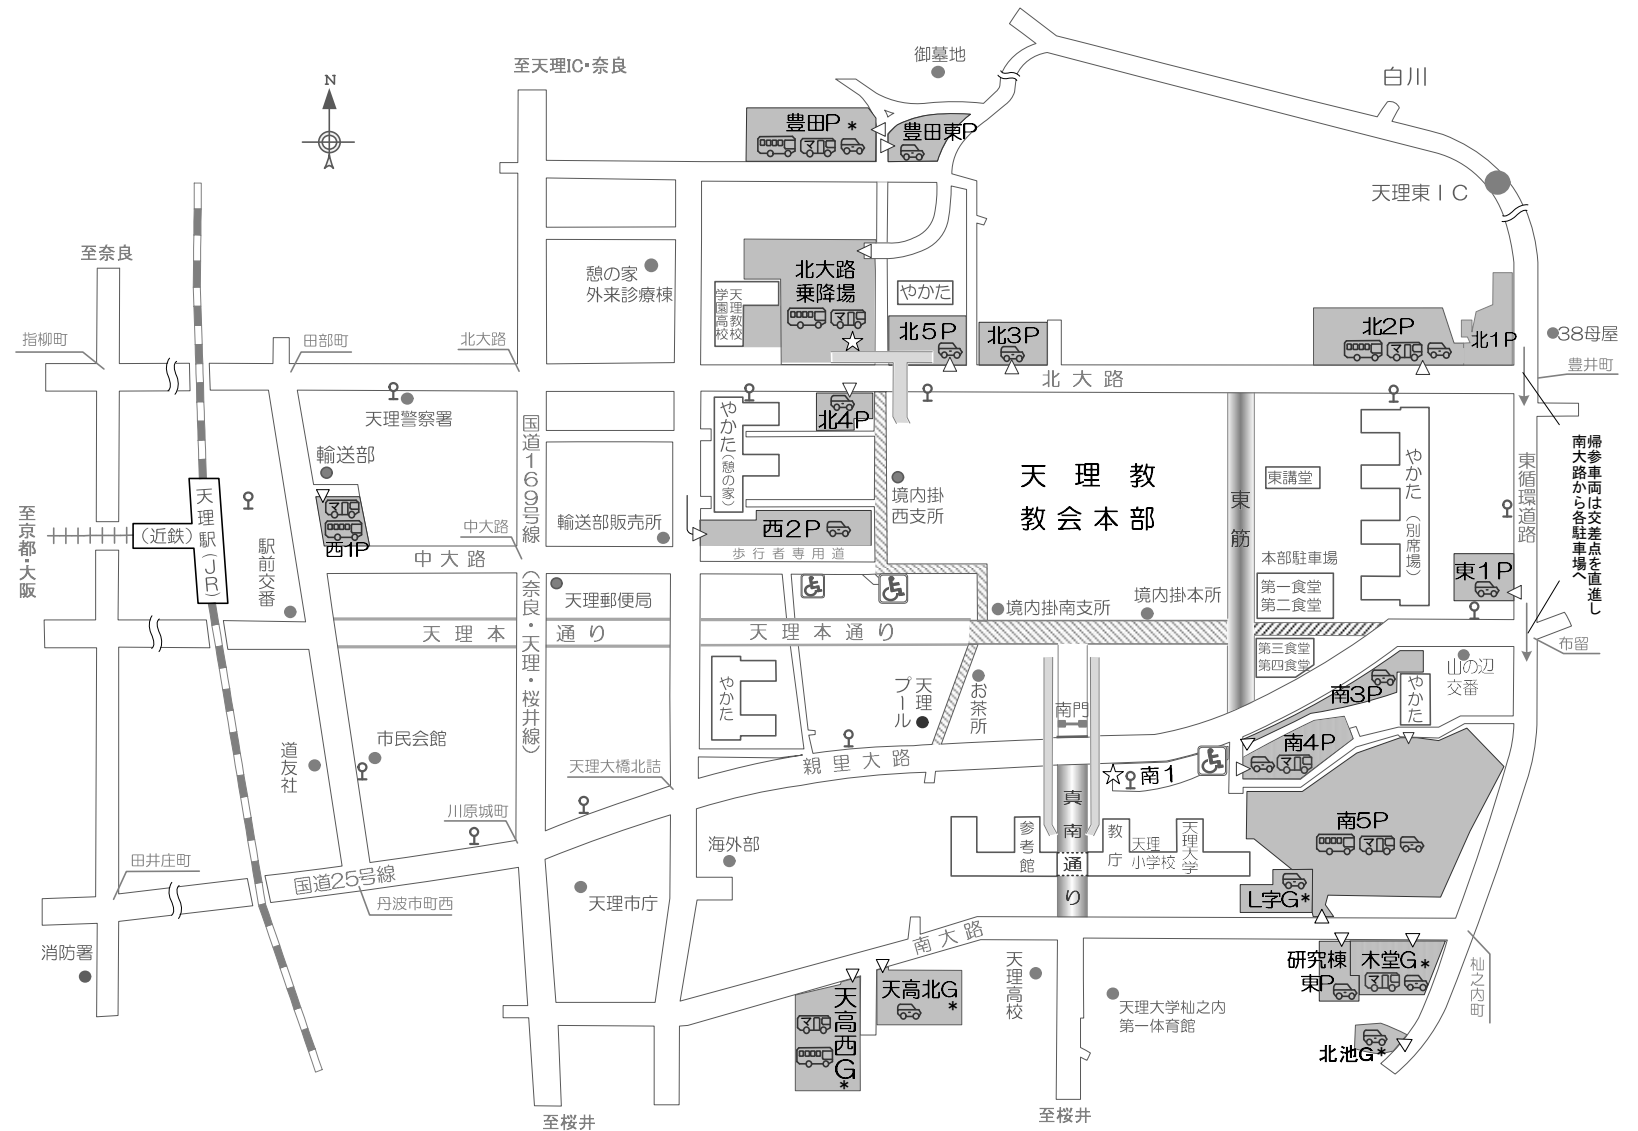 至天理IC・奈良
御墓地
白川
N
豊田P *
豊田東P
天理東IC
至奈良
憩の家
外来診療棟
天理教校
学園高校
北大路
乗降場
やかた
北5P
北3P
北2P
北1P
38母屋
豊井町
指柳町
田部町
北大路
北大路
天理警察署
国道169号線
(奈良・天理・桜井線)
やかた(憩の家)
北4P
境内掛
西支所
天理教
教会本部
東筋
東講堂
やかた(別席場)
東循環道路
帰参車両は交差点を直進し
南大路から各駐車場へ
輸送部
マ
西1P
天理駅(JR)
(近鉄)
至京都・大阪
駅前交番
中大路
中大路
輸送部販売所
西2P
歩行者専用道
本部駐車場
第一食堂
第二食堂
東1P
天理郵便局
境内掛南支所
境内掛本所
天理本通り
天理本通り
第三食堂
第四食堂
布留
山の辺
交番
やかた
天理
プール
お茶所
南門
南3P
やかた
南4P
マ
市民会館
道友社
天理大橋北詰
親里大路
南1
川原城町
真南通り
参考館
教庁
天理
小学校
天理大学
南5P
マ
海外部
田井庄町
国道25号線
丹波市町西
天理市庁
L字G*
消防署
南大路
天理高校
天理大学杣之内
第一体育館
研究棟
東P
木堂G*
マ
杣之内町
天高西G*
マ
天高北G
*
北池G*
至桜井
至桜井